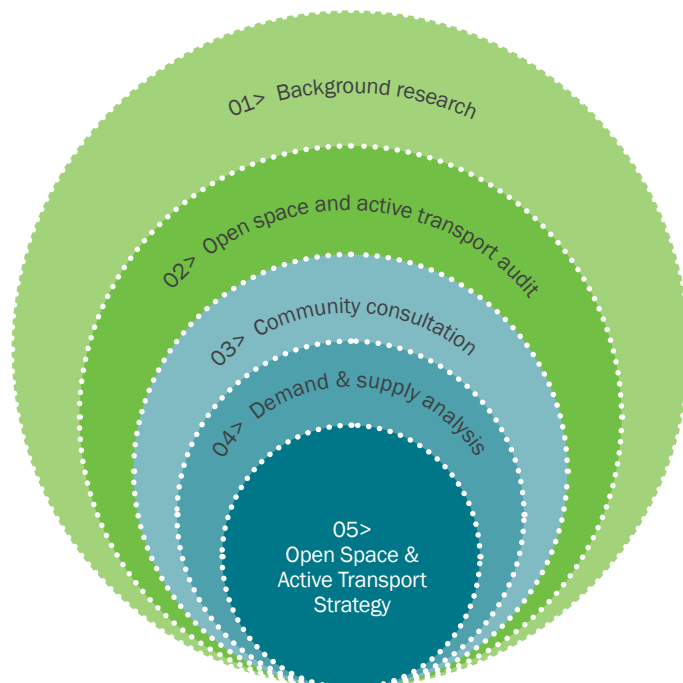 01> Background research
02> Open space and active transport audit
03> Community consultation
04> Demand & supply analysis
05>
Open Space &
Active Transport
Strategy